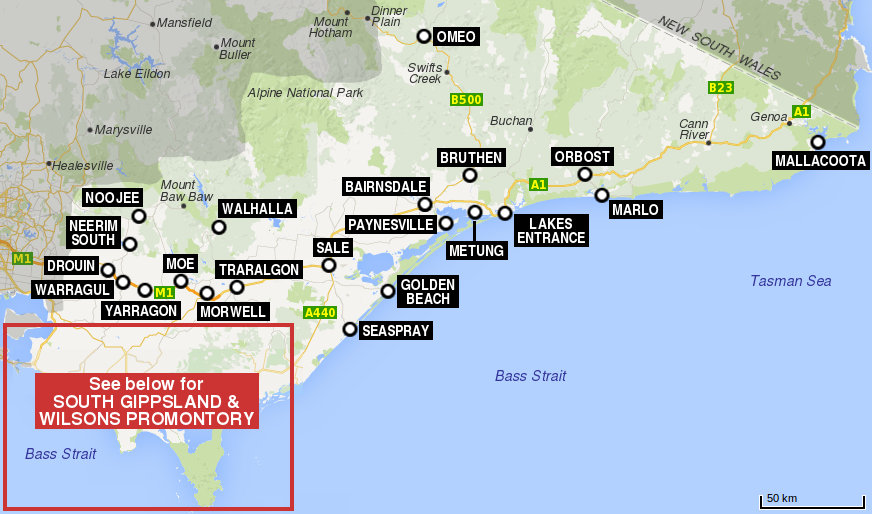 Mansfield
Mount
Hotham
Dinner
Plain
OMEO
Mount
Buller
NEW SOUTH WALES
Lake Eildon
Swifts
Creek
Alpine National Park
B500
B23
A1
Buchan
Cann
River
Genoa
Marysville
Healesville
MALLACOOTA
BRUTHEN
ORBOST
Mount
Baw Baw
BAIRNSDALE
A1
NOOJEE
WALHALLA
MARLO
NEERIM
SOUTH
PAYNESVILLE
LAKES
ENTRANCE
METUNG
SALE
M1
DROUIN
MOE
TRARALGON
WARRAGUL
M1
GOLDEN
BEACH
YARRAGON
MORWELL
A440
SEASPRAY
Tasman Sea
See below for
SOUTH GIPPSLAND &
WILSONS PROMONTORY
Bass Strait
Bass Strait
50 km